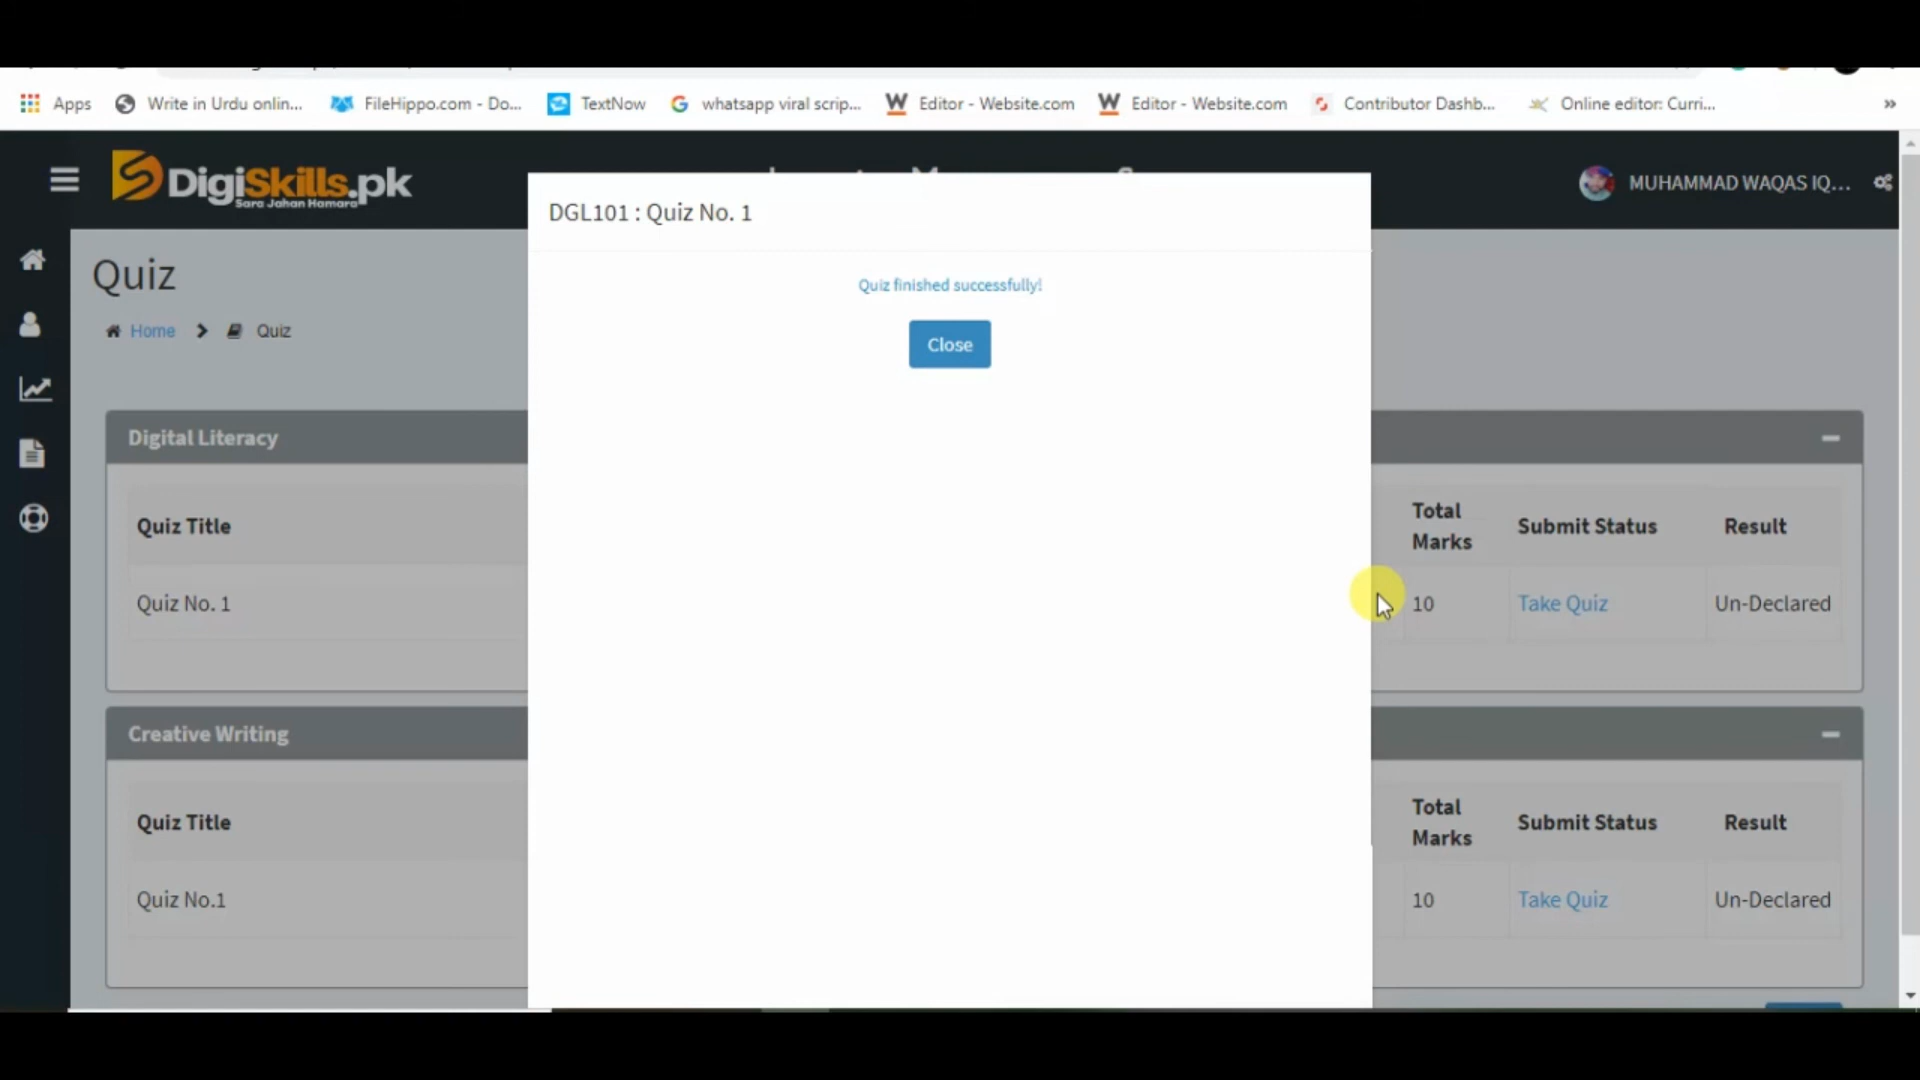 Apps Write in Urdu onlin... FileHippo.com - Do... TextNow whatsapp viral scrip... Editor - Website.com Editor - Website.com Contributor Dashb... Online editor: Curri... »
DigiSkills.pk
Sara Jahan Hamara
MUHAMMAD WAQAS IQ...
DGL101 : Quiz No. 1
Quiz finished successfully!
Close
Quiz
Home Quiz
Digital Literacy
Quiz Title Total Marks Submit Status Result
Quiz No. 1 10 Take Quiz Un-Declared
Creative Writing
Quiz Title Total Marks Submit Status Result
Quiz No.1 10 Take Quiz Un-Declared